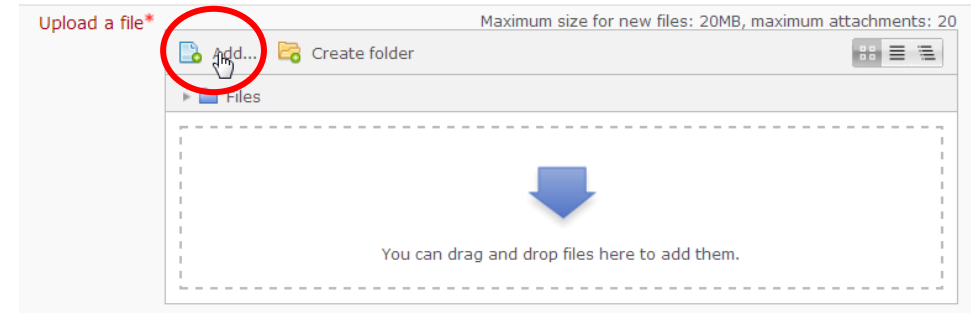 Upload a file*
Maximum size for new files: 20MB, maximum attachments: 20
Add...
Create folder
Files
You can drag and drop files here to add them.